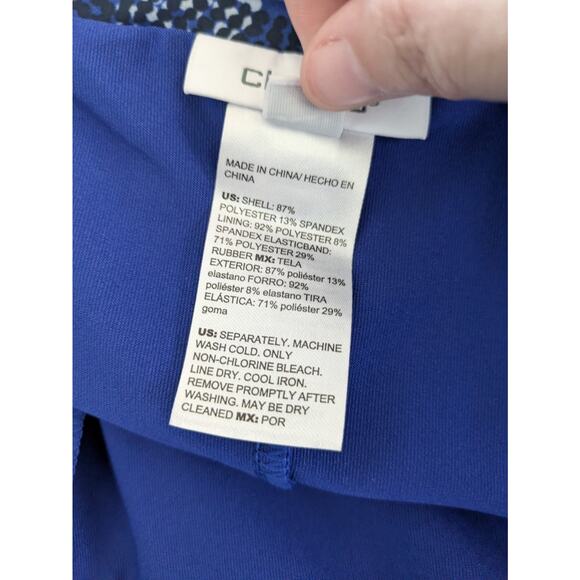 MADE IN CHINA/ HECHO EN
CHINA
US: SHELL: 87%
POLYESTER 13% SPANDEX
LINING: 92% POLYESTER 8%
SPANDEX ELASTICBAND:
71% POLYESTER 29%
RUBBER MX: TELA
EXTERIOR: 87% poliéster 13%
elastano FORRO: 92%
poliéster 8% elastano TIRA
ELÁSTICA: 71% poliéster 29%
goma
US: SEPARATELY. MACHINE
WASH COLD. ONLY
NON-CHLORINE BLEACH.
LINE DRY. COOL IRON.
REMOVE PROMPTLY AFTER
WASHING. MAY BE DRY
CLEANED MX: POR